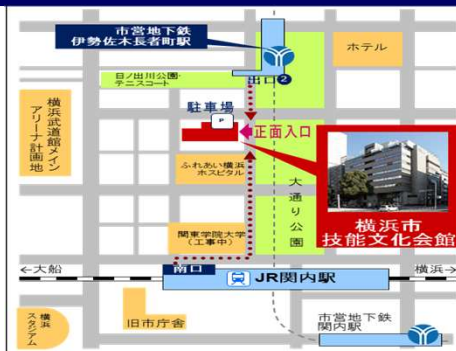 市営地下鉄
伊勢佐木長者町駅
ホテル
日ノ出川公園・
テニスコート
出口❷
駐車場
P
正面入口
横浜武道館メイン
アリーナ計画地
ふれあい横浜
ホスピタル
大通り公園
横浜市
技能文化会館
関東学院大学
(工事中)
←大船
南口
JR関内駅
横浜→
横浜
スタジアム
旧市庁舎
市営地下鉄
関内駅